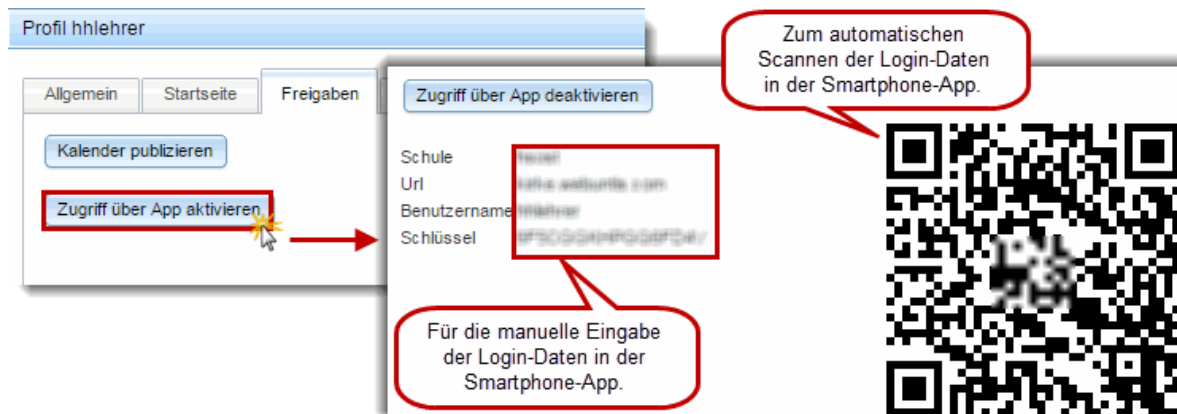 Profil hhlehrer
Allgemein
Startseite
Freigaben
Kalender publizieren
Zugriff über App aktivieren
Zugriff über App deaktivieren
Schule
Url
Benutzername
Schlüssel
Für die manuelle Eingabe
der Login-Daten in der
Smartphone-App.
Zum automatischen
Scannen der Login-Daten
in der Smartphone-App.